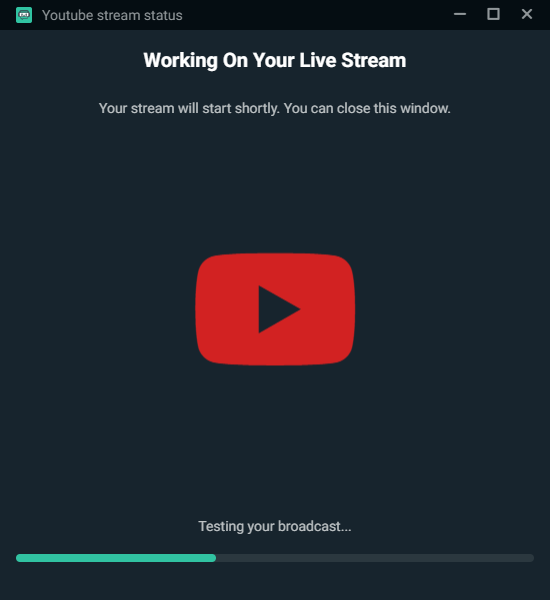 Youtube stream status
Working On Your Live Stream
Your stream will start shortly. You can close this window.
Testing your broadcast...